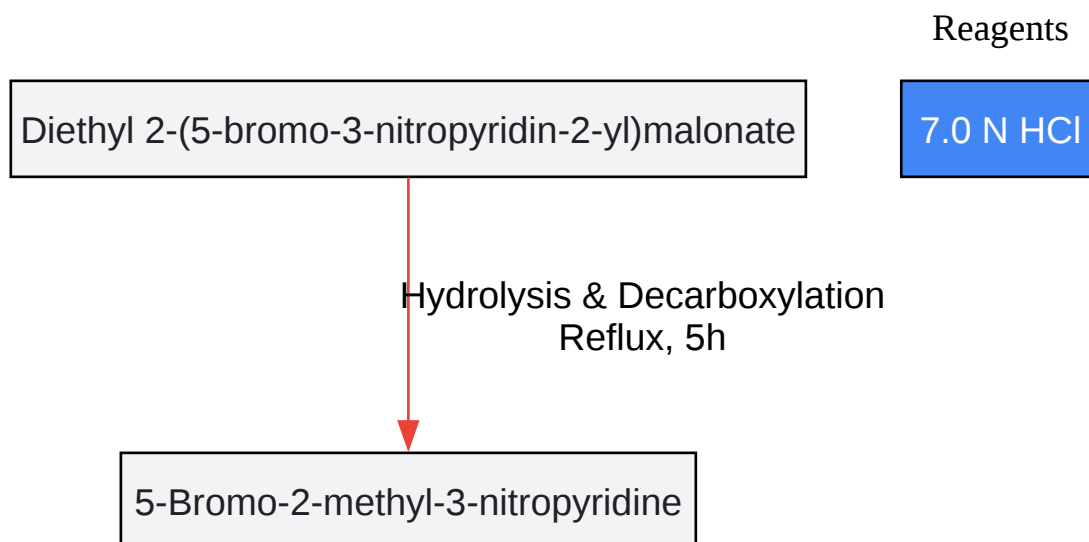 Reagents
Diethyl 2-(5-bromo-3-nitropyridin-2-yl)malonate
7.0 N HCl
Hydrolysis & Decarboxylation
Reflux, 5h
5-Bromo-2-methyl-3-nitropyridine